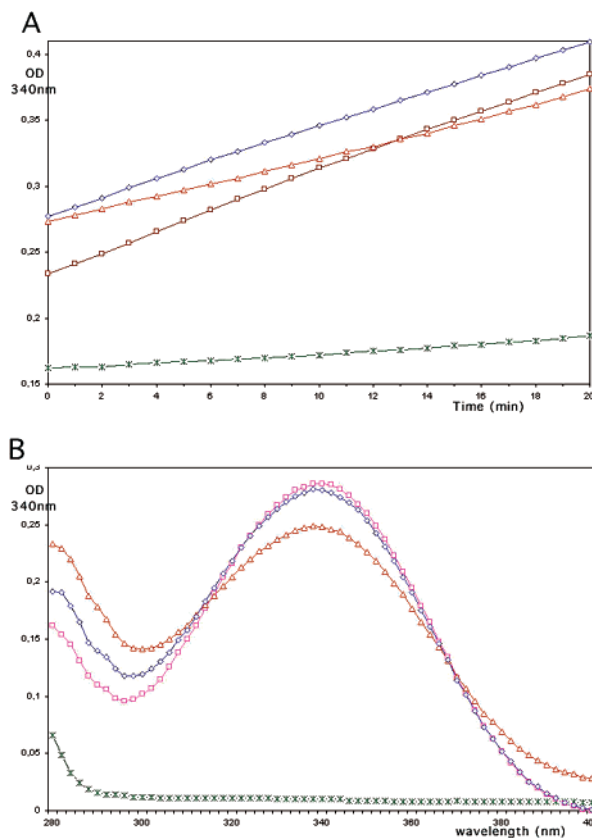 A
0,4
OD
340nm
0,35
0,3
0,25
0,2
0,15
0 2 4 6 8 10 12 14 16 18 20
Time (min)
B
0,3
OD
340nm
0,25
0,2
0,15
0,1
0,05
0
280 300 320 340 360 380 400
wavelength (nm)